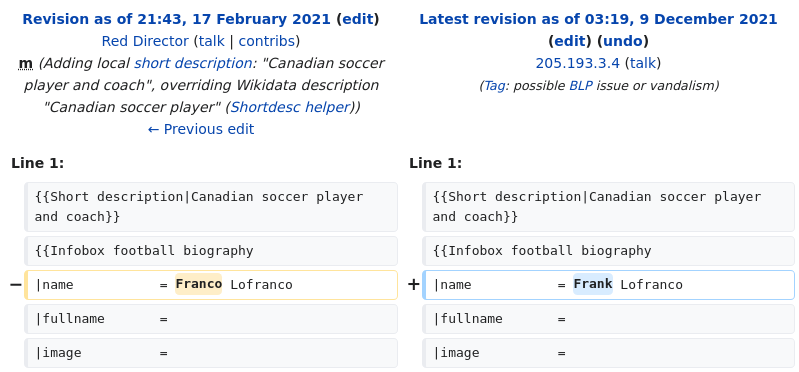 Revision as of 21:43, 17 February 2021 (edit)
Red Director (talk | contribs)
m (Adding local short description: "Canadian soccer
player and coach", overriding Wikidata description
"Canadian soccer player" (Shortdesc helper))
← Previous edit
Latest revision as of 03:19, 9 December 2021
(edit) (undo)
205.193.3.4 (talk)
(Tag: possible BLP issue or vandalism)
Line 1:
{{Short description|Canadian soccer player
and coach}}
{{Infobox football biography
− |name           = Franco Lofranco
|fullname       =
|image          =
Line 1:
{{Short description|Canadian soccer player
and coach}}
{{Infobox football biography
+ |name           = Frank Lofranco
|fullname       =
|image          =